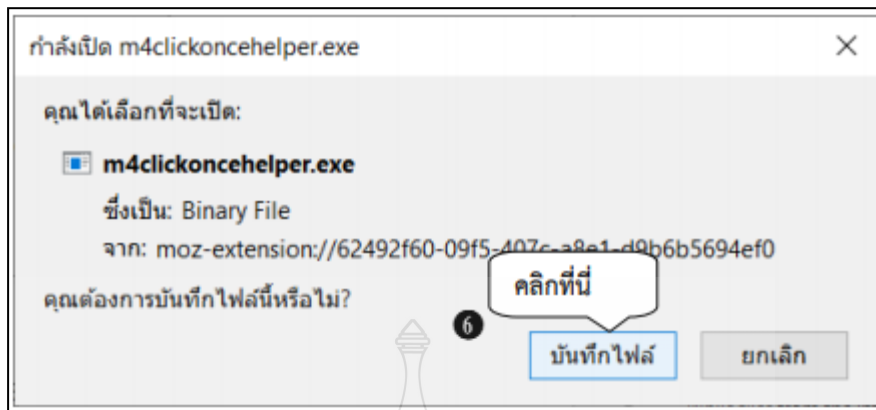 กำลังเปิด m4clickoncehelper.exe
คุณได้เลือกที่จะเปิด:
m4clickoncehelper.exe
ซึ่งเป็น: Binary File
จาก: moz-extension://62492f60-09f5-407c-a8e1-d9b6b5694ef0
คลิกที่นี่
คุณต้องการบันทึกไฟล์นี้หรือไม่?
6
บันทึกไฟล์ ยกเลิก